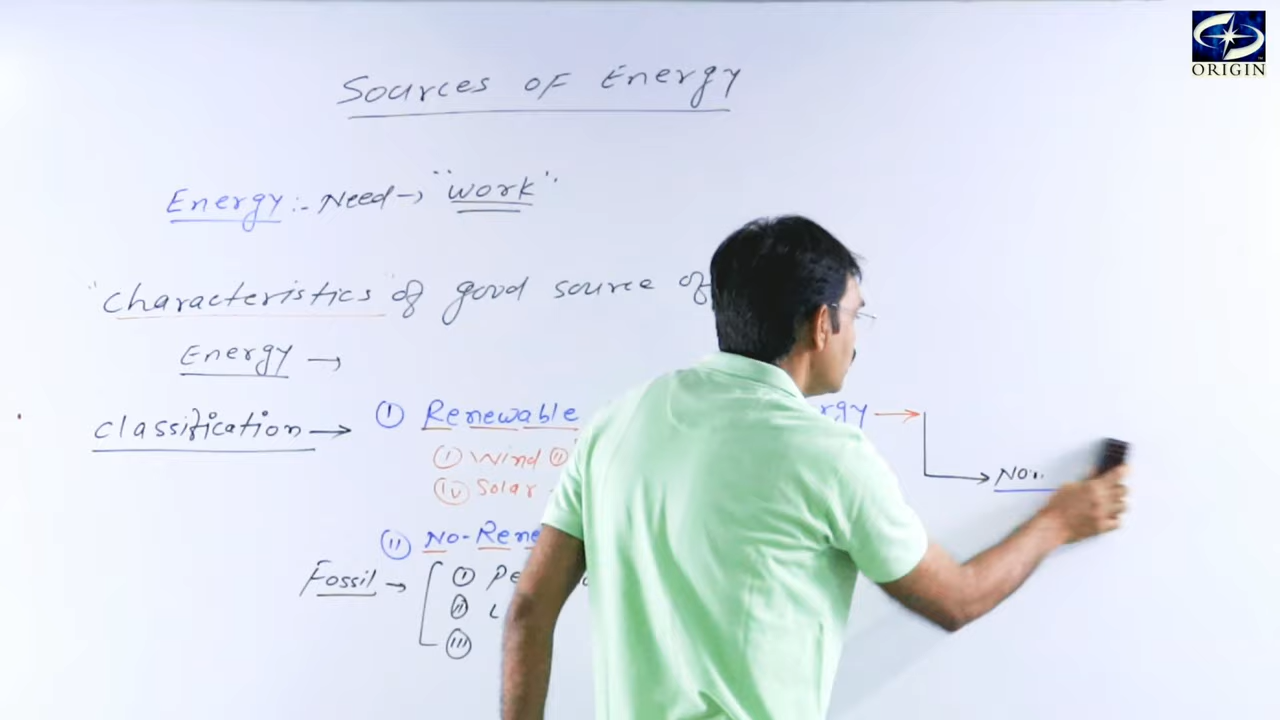 ORIGIN
Sources OF Energy
Energy:- Need→ "work"
"characteristics" of good source of
Energy →
classification → (I) Renewable rgy →
(I) Wind (II)
(IV) Solar
Non
(II) No-Rene
Fossil → (I) Pe
(II) L
(III)